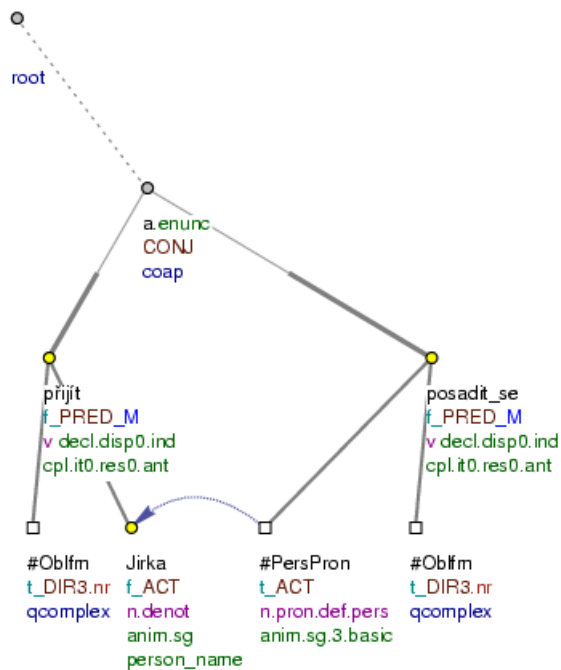 root
a.enunc
CONJ
coap
přijít
f_PRED_M
v decl.disp0.ind
cpl.it0.res0.ant
posadit_se
f_PRED_M
v decl.disp0.ind
cpl.it0.res0.ant
#Oblfm
t_DIR3.nr
qcomplex
Jirka
f_ACT
n.denot
anim.sg
person_name
#PersPron
t_ACT
n.pron.def.pers
anim.sg.3.basic
#Oblfm
t_DIR3.nr
qcomplex